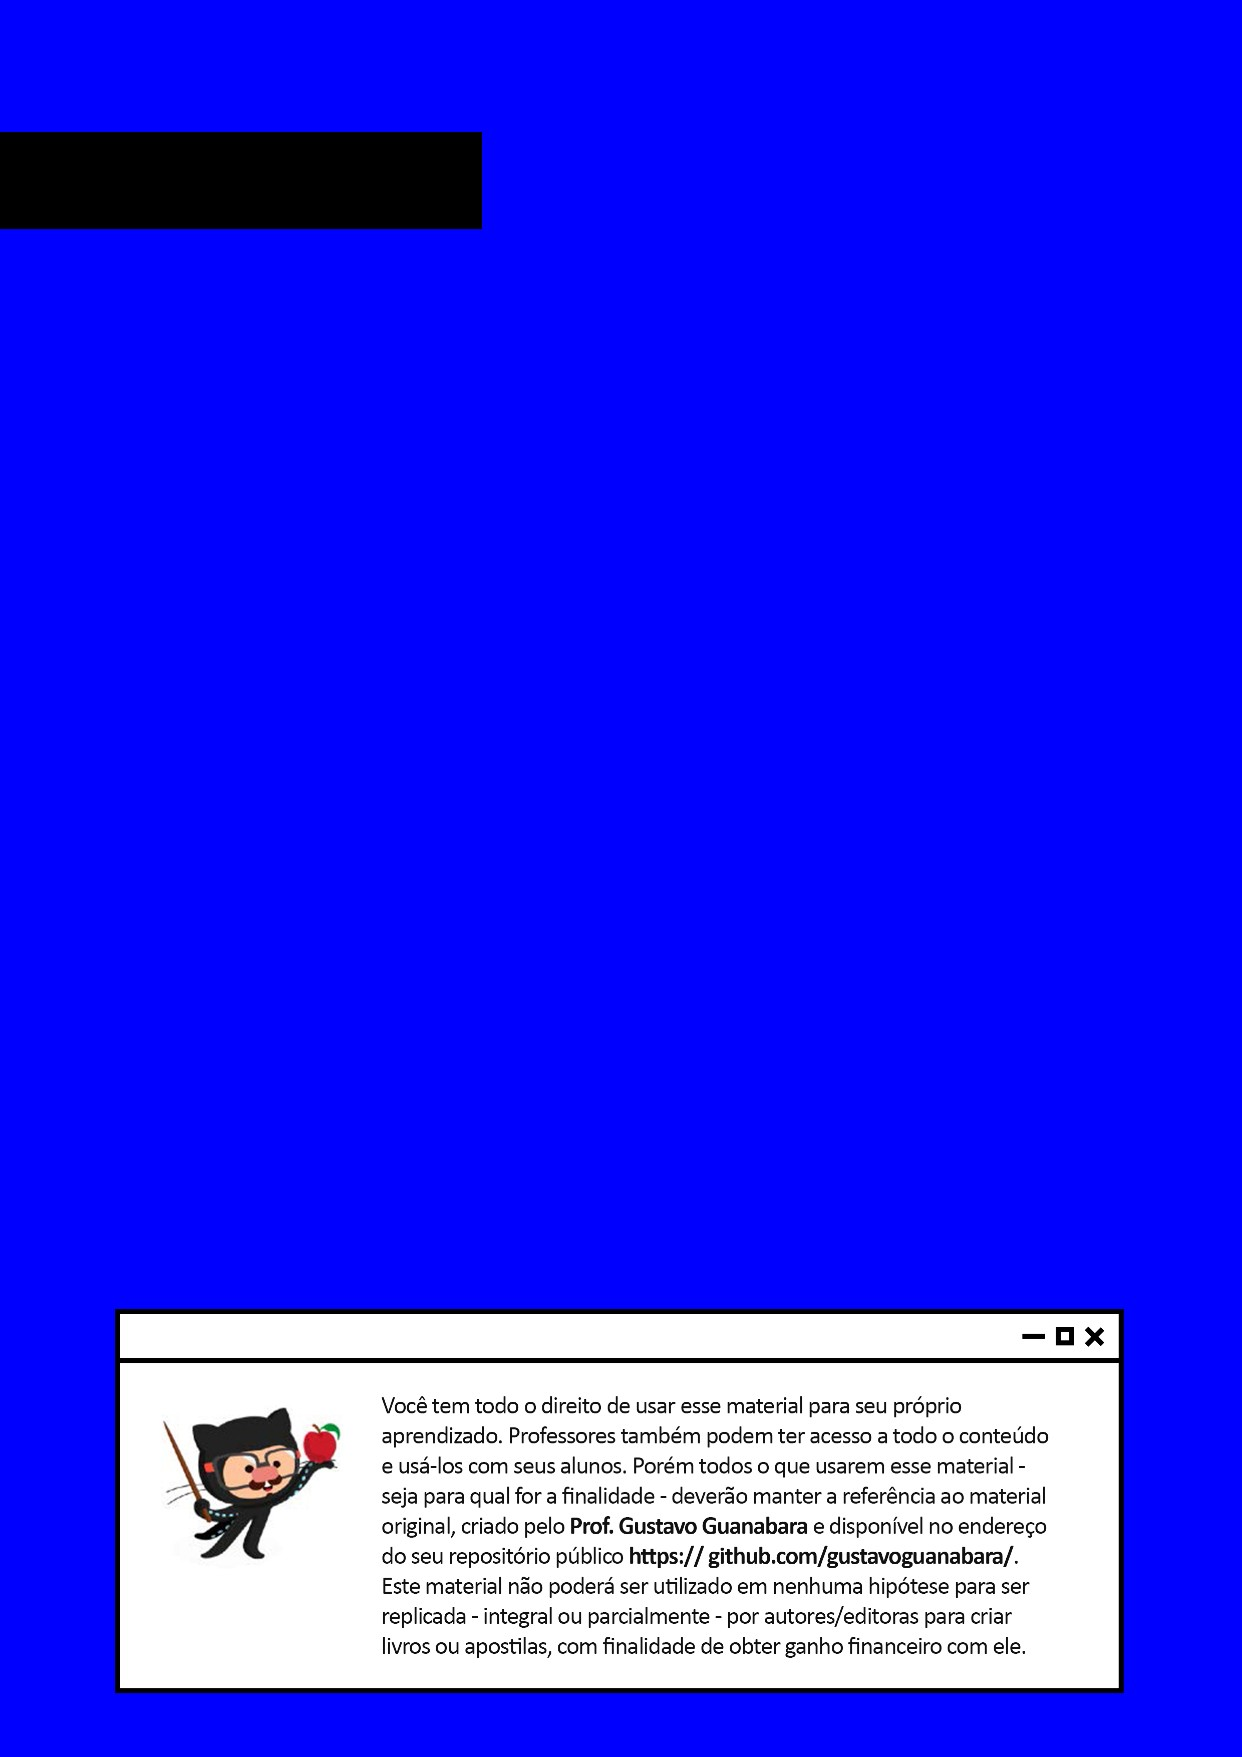 Você tem todo o direito de usar esse material para seu próprio
aprendizado. Professores também podem ter acesso a todo o conteúdo
e usá-los com seus alunos. Porém todos o que usarem esse material -
seja para qual for a finalidade - deverão manter a referência ao material
original, criado pelo Prof. Gustavo Guanabara e disponível no endereço
do seu repositório público https:// github.com/gustavoguanabara/.
Este material não poderá ser utilizado em nenhuma hipótese para ser
replicada - integral ou parcialmente - por autores/editoras para criar
livros ou apostilas, com finalidade de obter ganho financeiro com ele.